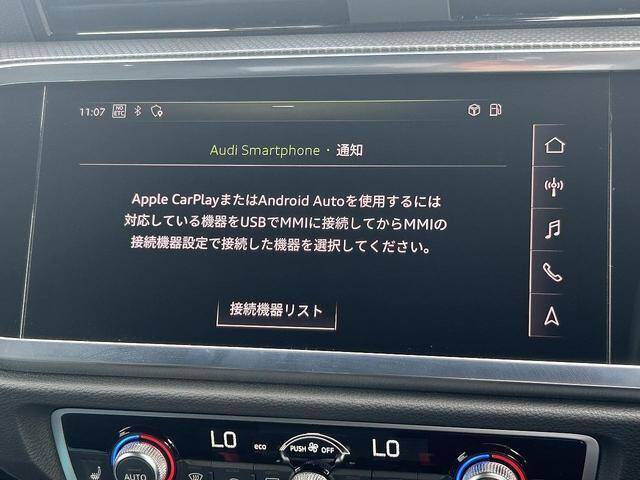 11:07 NO ETC
Audi Smartphone・通知
Apple CarPlayまたはAndroid Autoを使用するには
対応している機器をUSBでMMIに接続してからMMIの
接続機器設定で接続した機器を選択してください。
接続機器リスト
LO eco PUSH OFF LO
AUTO